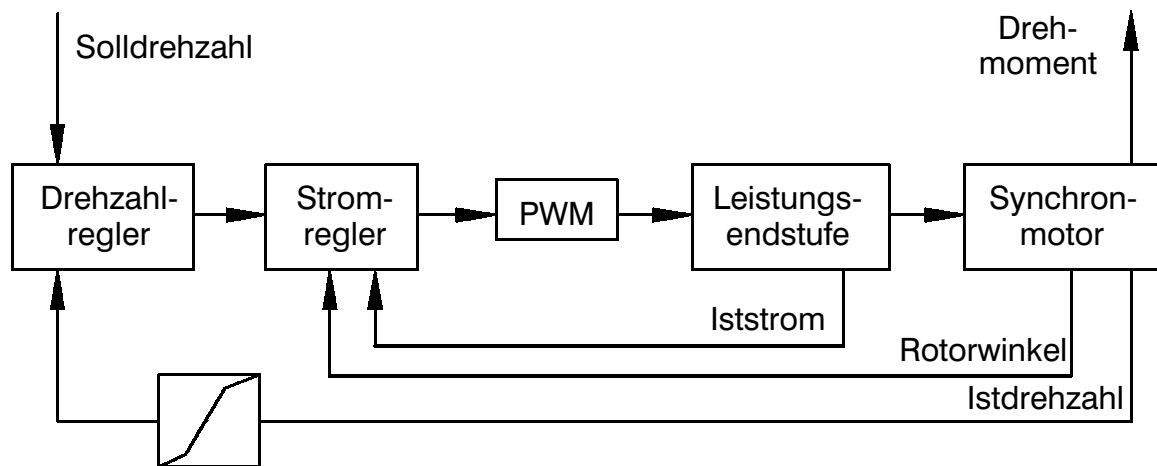 Solldrehzahl
Dreh-
moment
Drehzahl-
regler
Strom-
regler
PWM
Leistungs-
endstufe
Synchron-
motor
Iststrom
Rotorwinkel
Istdrehzahl